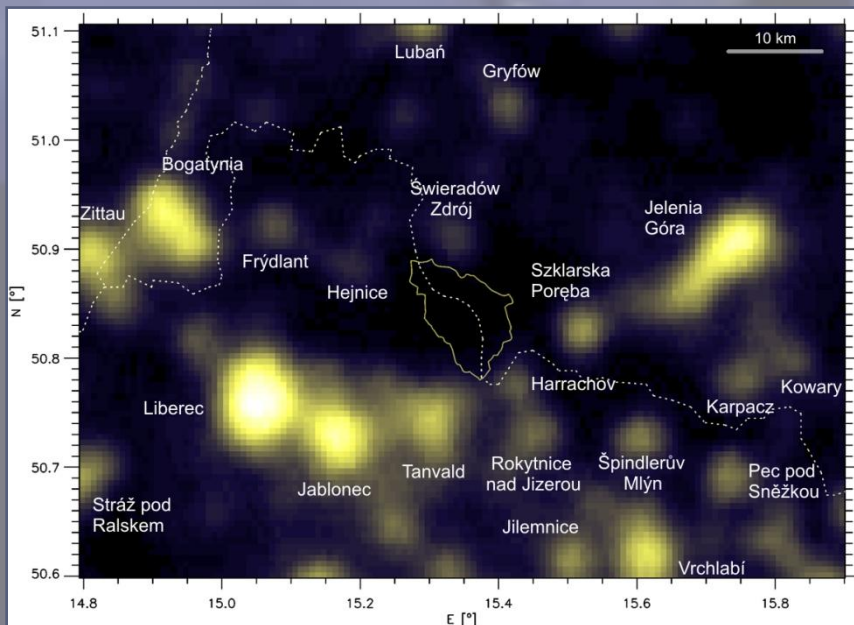 51.1
51.0
50.9
50.8
50.7
50.6
N [°]
10 km
Lubań
Gryfów
Bogatynia
Świeradów
Zdrój
Zittau
Jelenia
Góra
Frýdlant
Szklarska
Poręba
Hejnice
Liberec
Harrachov
Kowary
Karpacz
Tanvald
Rokytnice
nad Jizerou
Špindlerův
Mlýn
Pec pod
Sněžkou
Jablonec
Stráž pod
Ralskem
Jilemnice
Vrchlabí
14.8 15.0 15.2 15.4 15.6 15.8
E [°]